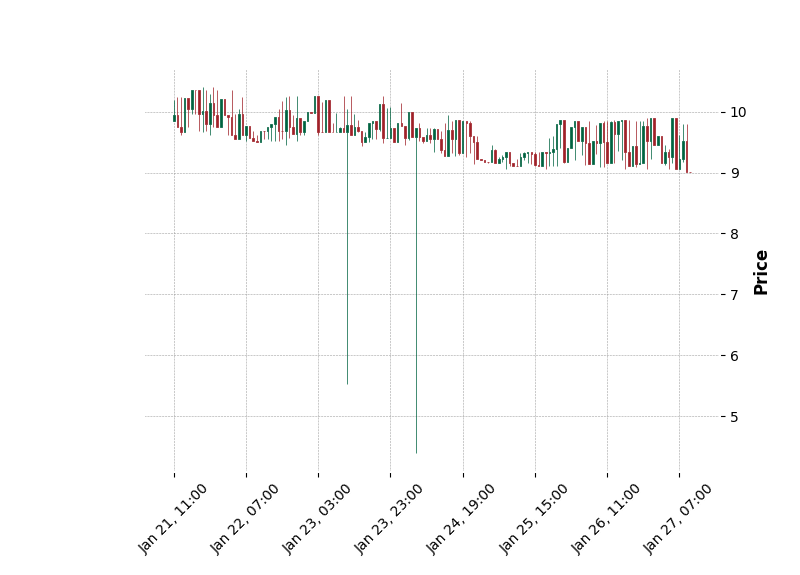 10
9
8
7
6
5
Price
Jan 21, 11:00
Jan 22, 07:00
Jan 23, 03:00
Jan 23, 23:00
Jan 24, 19:00
Jan 25, 15:00
Jan 26, 11:00
Jan 27, 07:00